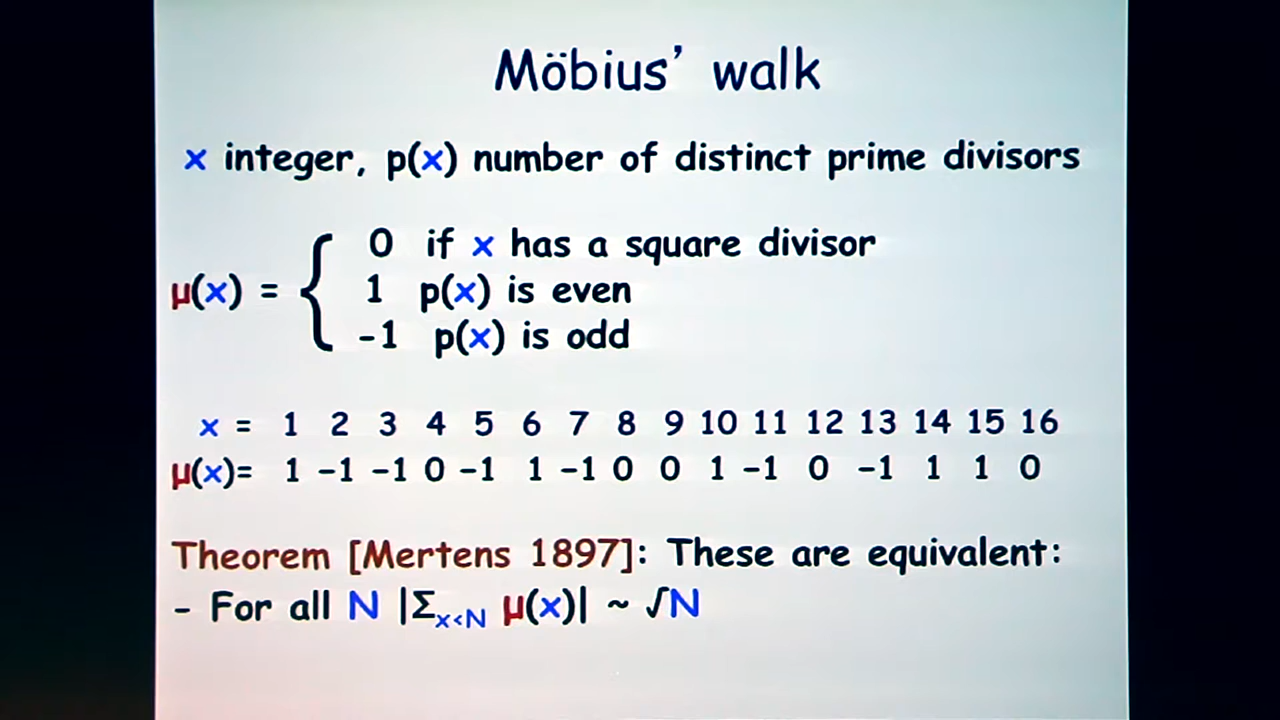 Möbius’ walk
x integer, p(x) number of distinct prime divisors
0 if x has a square divisor
μ(x) = { 1 p(x) is even
-1 p(x) is odd
x = 1 2 3 4 5 6 7 8 9 10 11 12 13 14 15 16
μ(x)= 1 -1 -1 0 -1 1 -1 0 0 1 -1 0 -1 1 1 0
Theorem [Mertens 1897]: These are equivalent:
- For all N |Σx<N μ(x)| ~ √N